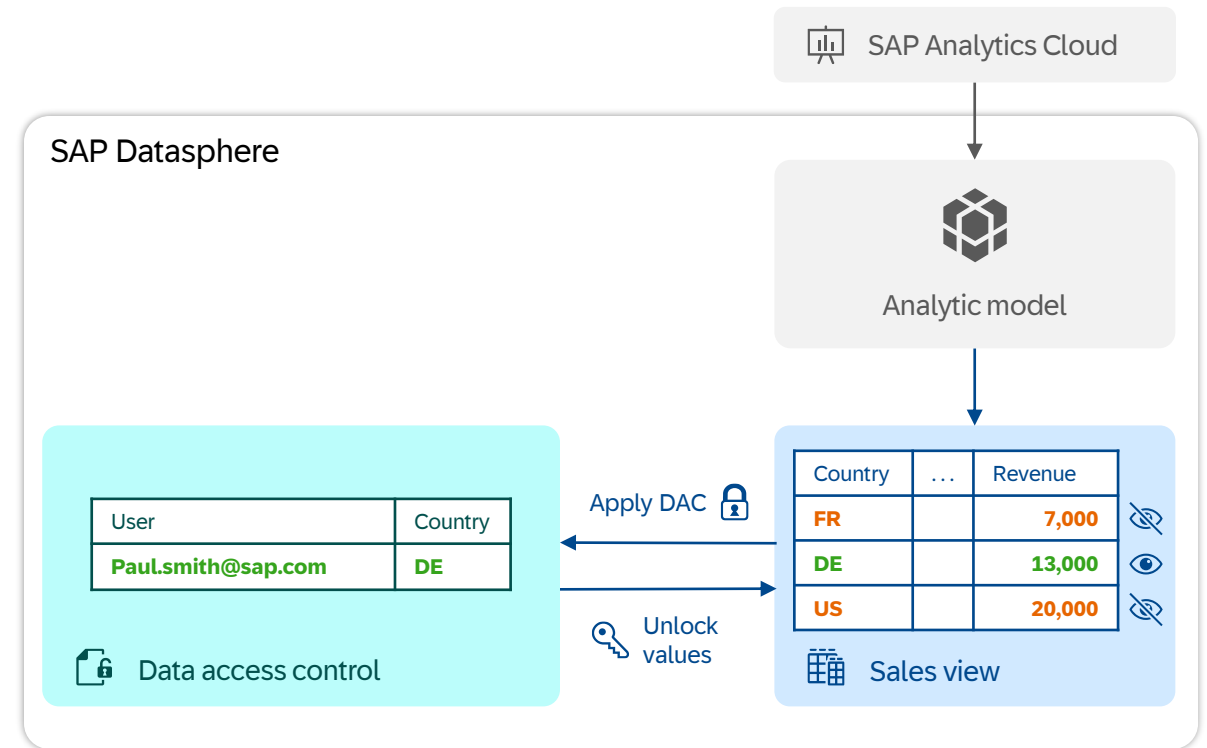 SAP Analytics Cloud
SAP Datasphere
Analytic model
User Country
Paul.smith@sap.com DE
Data access control
Apply DAC
Unlock
values
Country ... Revenue
FR 7,000
DE 13,000
US 20,000
Sales view